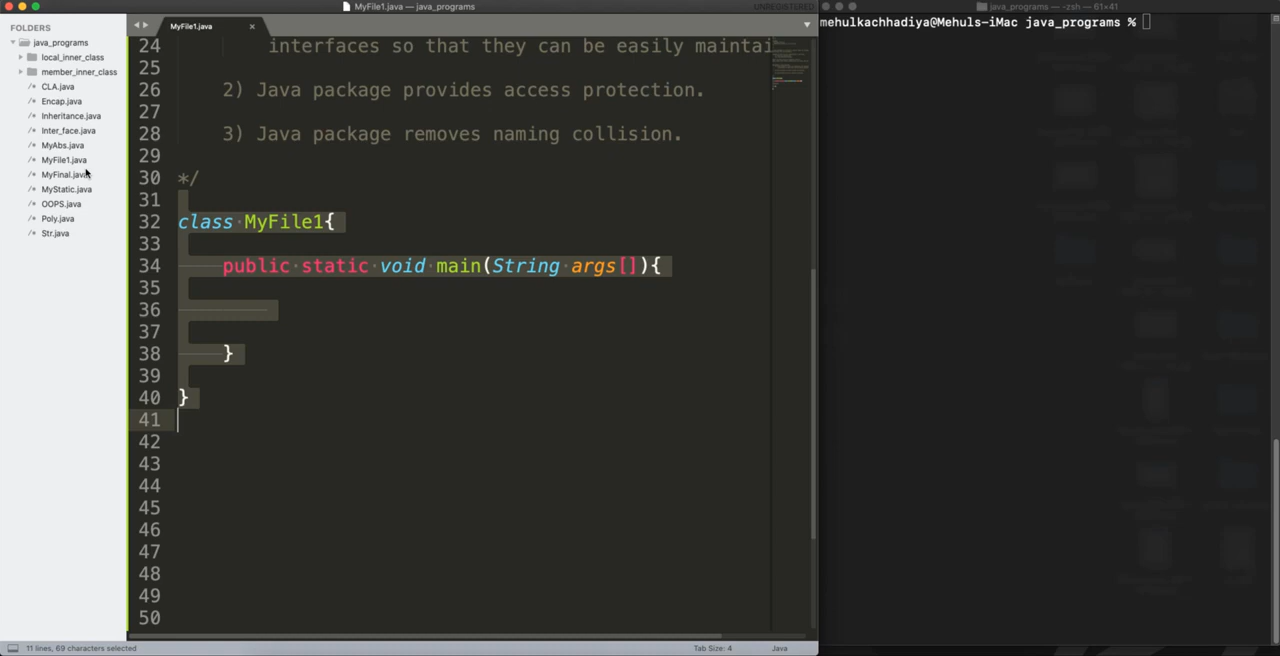 MyFile1.java — java_programs
UNREGISTERED
java_programs — -zsh — 61×41
FOLDERS
java_programs
local_inner_class
member_inner_class
/* CLA.java
/* Encap.java
/* Inheritance.java
/* Inter_face.java
/* MyAbs.java
/* MyFile1.java
/* MyFinal.java
/* MyStatic.java
/* OOPS.java
/* Poly.java
/* Str.java
MyFile1.java
24 interfaces so that they can be easily maintai
25
26 2) Java package provides access protection.
27
28 3) Java package removes naming collision.
29
30 */
31
32 class MyFile1{
33
34 public static void main(String args[]){
35
36
37
38 }
39
40 }
41
42
43
44
45
46
47
48
49
50
mehulkachhadiya@Mehuls-iMac java_programs %
11 lines, 69 characters selected
Tab Size: 4
Java